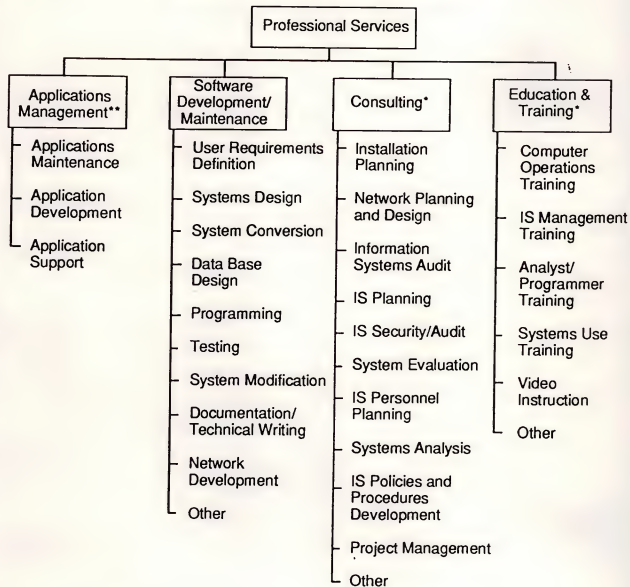 Professional Services
Applications
Management**
Applications
Maintenance
Application
Development
Application
Support
Software
Development/
Maintenance
User Requirements
Definition
Systems Design
System Conversion
Data Base
Design
Programming
Testing
System Modification
Documentation/
Technical Writing
Network
Development
Other
Consulting*
Installation
Planning
Network Planning
and Design
Information
Systems Audit
IS Planning
IS Security/Audit
System Evaluation
IS Personnel
Planning
Systems Analysis
IS Policies and
Procedures
Development
Project Management
Other
Education &
Training*
Computer
Operations
Training
IS Management
Training
Analyst/
Programmer
Training
Systems Use
Training
Video
Instruction
Other